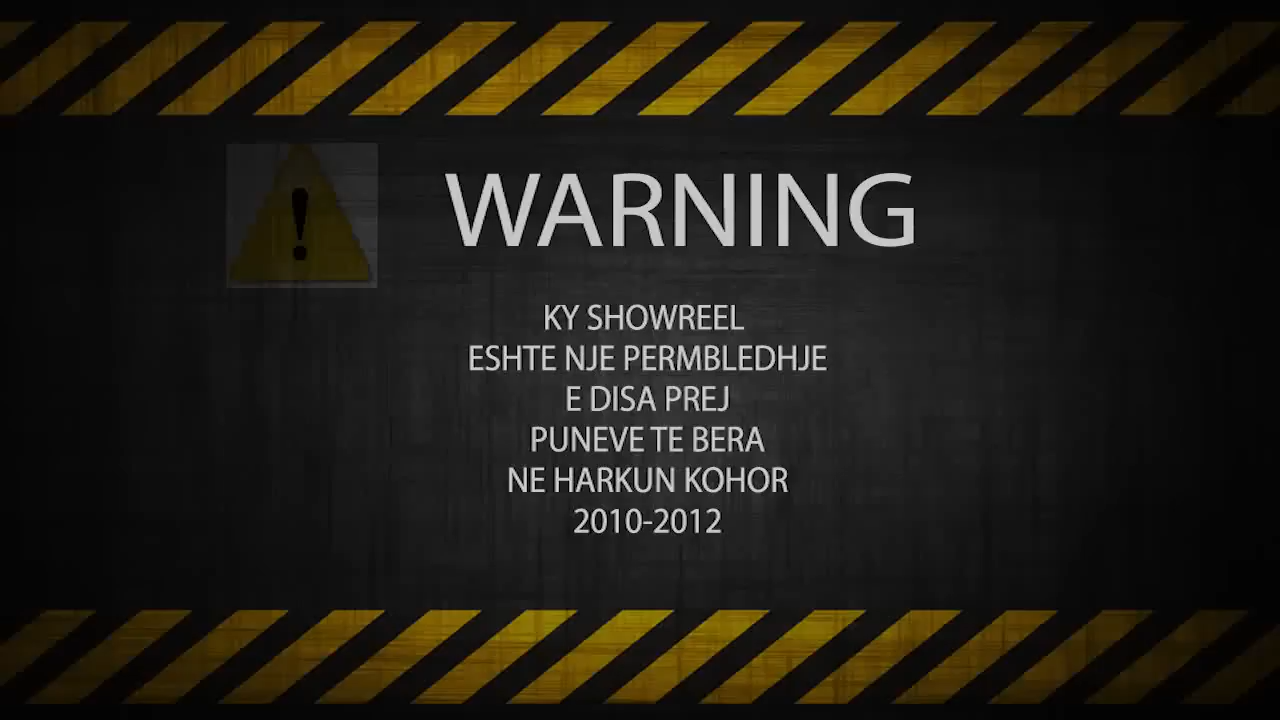 WARNING
KY SHOWREEL
ESHTE NJE PERMBLEDHJE
E DISA PREJ
PUNEVE TE BERA
NE HARKUN KOHOR
2010-2012